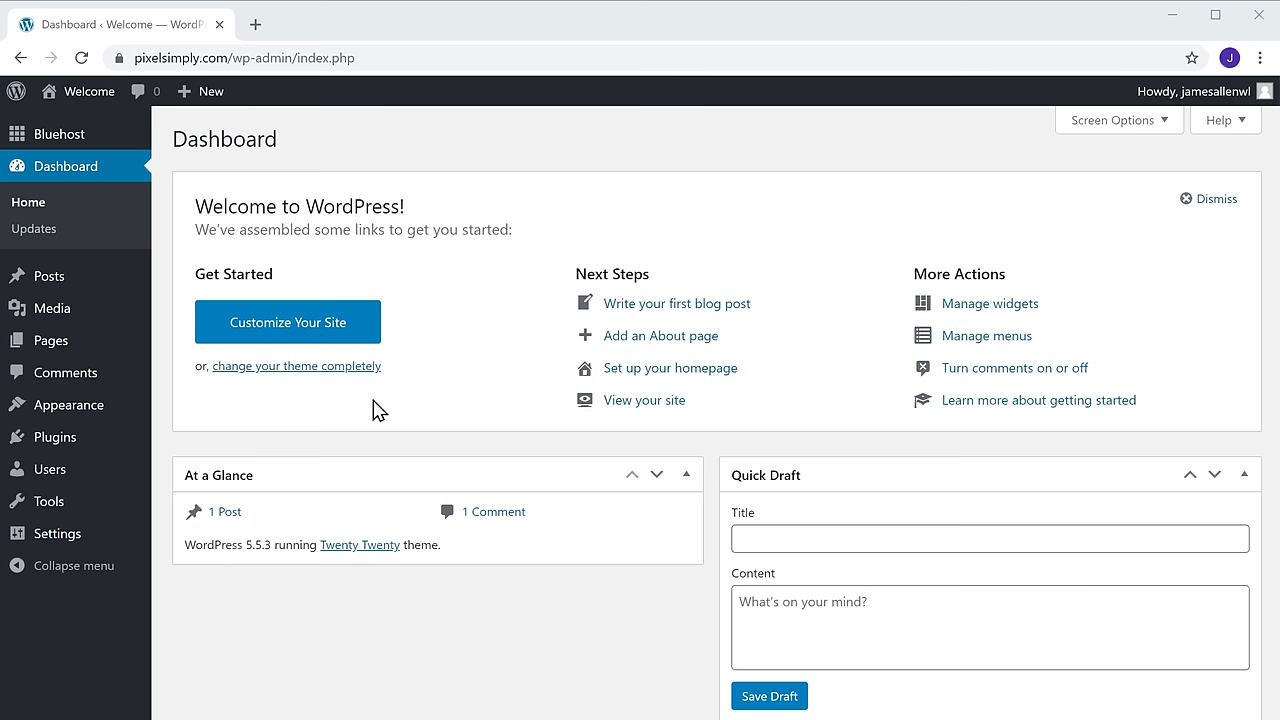 Dashboard ‹ Welcome — WordP
pixelsimply.com/wp-admin/index.php
J
Welcome 0 New
Howdy, jamesallenwl
Bluehost
Dashboard
Home
Updates
Posts
Media
Pages
Comments
Appearance
Plugins
Users
Tools
Settings
Collapse menu
Screen Options
Help
Dashboard
Welcome to WordPress!
We've assembled some links to get you started:
Dismiss
Get Started
Customize Your Site
or, change your theme completely
Next Steps
Write your first blog post
Add an About page
Set up your homepage
View your site
More Actions
Manage widgets
Manage menus
Turn comments on or off
Learn more about getting started
At a Glance
1 Post
1 Comment
WordPress 5.5.3 running Twenty Twenty theme.
Quick Draft
Title
Content
What's on your mind?
Save Draft